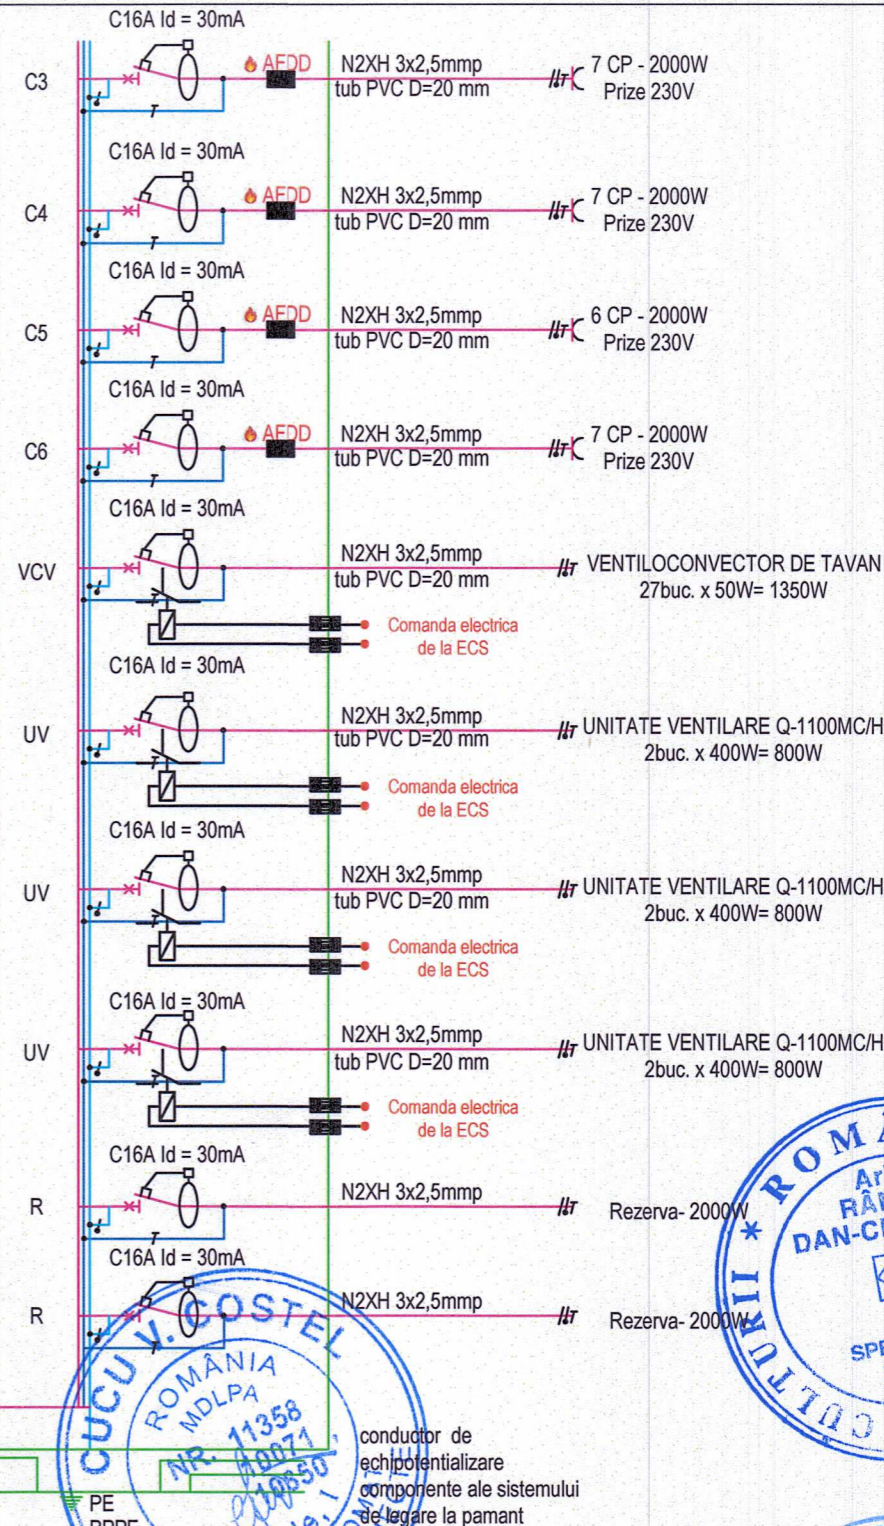 C16A Id = 30mA
C3
AFDD
N2XH 3x2,5mmp
tub PVC D=20 mm
7 CP - 2000W
Prize 230V
C16A Id = 30mA
C4
AFDD
N2XH 3x2,5mmp
tub PVC D=20 mm
7 CP - 2000W
Prize 230V
C16A Id = 30mA
C5
AFDD
N2XH 3x2,5mmp
tub PVC D=20 mm
6 CP - 2000W
Prize 230V
C16A Id = 30mA
C6
AFDD
N2XH 3x2,5mmp
tub PVC D=20 mm
7 CP - 2000W
Prize 230V
C16A Id = 30mA
VCV
N2XH 3x2,5mmp
tub PVC D=20 mm
VENTILOCONVECTOR DE TAVAN
27buc. x 50W= 1350W
Comanda electrica
de la ECS
C16A Id = 30mA
UV
N2XH 3x2,5mmp
tub PVC D=20 mm
UNITATE VENTILARE Q-1100MC/H
2buc. x 400W= 800W
Comanda electrica
de la ECS
C16A Id = 30mA
UV
N2XH 3x2,5mmp
tub PVC D=20 mm
UNITATE VENTILARE Q-1100MC/H
2buc. x 400W= 800W
Comanda electrica
de la ECS
C16A Id = 30mA
UV
N2XH 3x2,5mmp
tub PVC D=20 mm
UNITATE VENTILARE Q-1100MC/H
2buc. x 400W= 800W
Comanda electrica
de la ECS
C16A Id = 30mA
R
N2XH 3x2,5mmp
Rezerva- 2000W
C16A Id = 30mA
R
N2XH 3x2,5mmp
Rezerva- 2000W
CUCU V. COSTEL
ROMÂNIA
MDLPA
NR. 11358
10071
10850
conductor de
echipotentializare
componente ale sistemului
de legare la pamant
PE
DAN-C
CULTURII * ROM